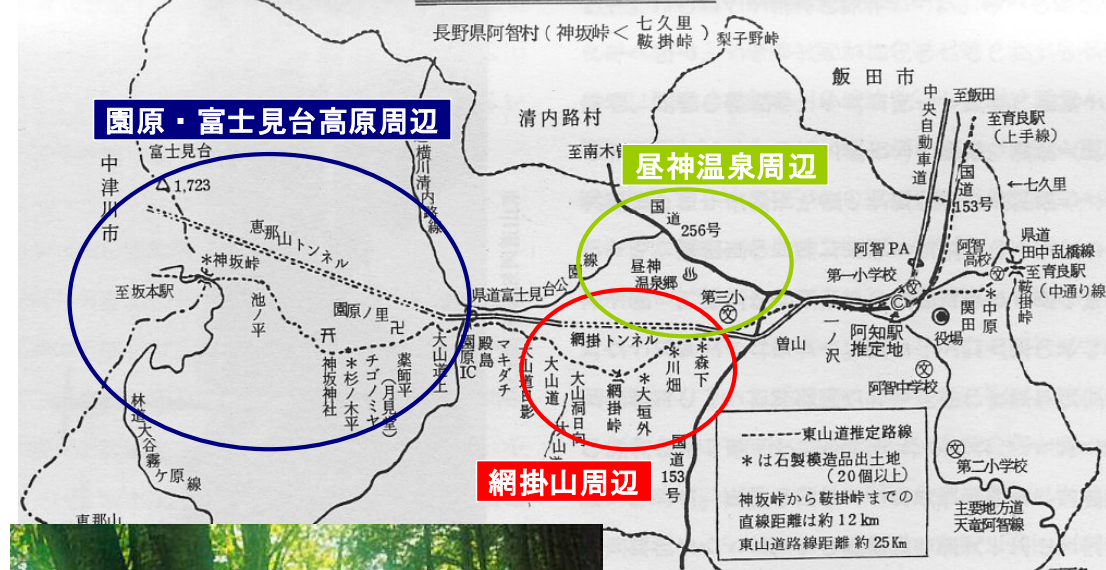 長野県阿智村(神坂峠<七久里
鞍掛峠)
梨子野峠
飯田市
園原・富士見台高原周辺
清内路村
中央自動車道
至飯田
至育良駅
(上手線)
中津川市
富士見台
1,723
横川清内路線
至南木曽
昼神温泉周辺
国道153号
←七久里
国道
256号
恵那山トンネル
*神坂峠
至坂本駅
池ノ平
園原ノ里
県道富士見台公園線
昼神
温泉郷
第三小
阿智PA
阿智
高校
第一小学校
県道
田中乱橋線
至育良駅
(中通り線)
鞍掛峠
*中原
関田
役場
阿知駅
推定地
一ノ沢
曽山
網掛トンネル
神坂神社
*杉ノ木平
チゴノミヤ
(月見堂)
薬師平
大山道上
園原IC
殿島
マキダチ
大山道日影
大山道
大山洞日向
網掛峠
*大垣外
*川畑
*森下
阿智中学校
林道大谷霧ケ原線
網掛山周辺
国道153号
------東山道推定路線
*は石製模造品出土地
(20個以上)
神坂峠から鞍掛峠までの
直線距離は約12km
東山道路線距離約25Km
第二小学校
主要地方道
天竜阿智線
恵那山